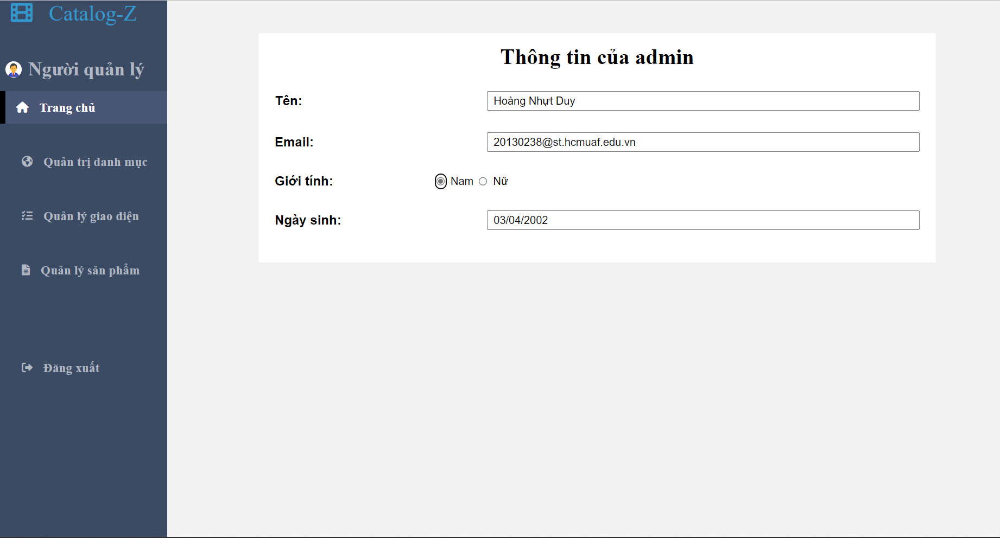 Catalog-Z
Người quản lý
Trang chủ
Quản trị danh mục
Quản lý giao diện
Quản lý sản phẩm
Đăng xuất
Thông tin của admin
Tên: Hoàng Nhựt Duy
Email: 20130238@st.hcmuaf.edu.vn
Giới tính: Nam Nữ
Ngày sinh: 03/04/2002